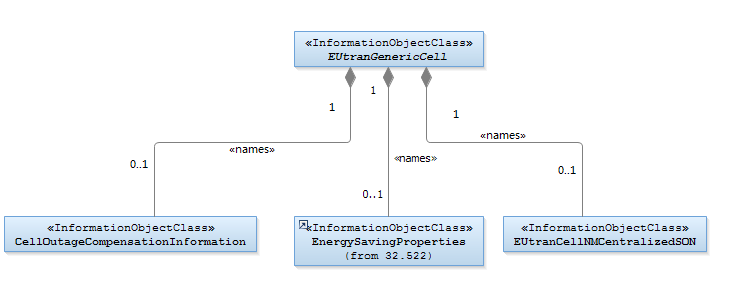 «InformationObjectClass»
EUtranGenericCell
1
1
1
«names»
«names»
«names»
0..1
0..1
0..1
«InformationObjectClass»
CellOutageCompensationInformation
«InformationObjectClass»
EnergySavingProperties
(from 32.522)
«InformationObjectClass»
EUtranCellNMCentralizedSON